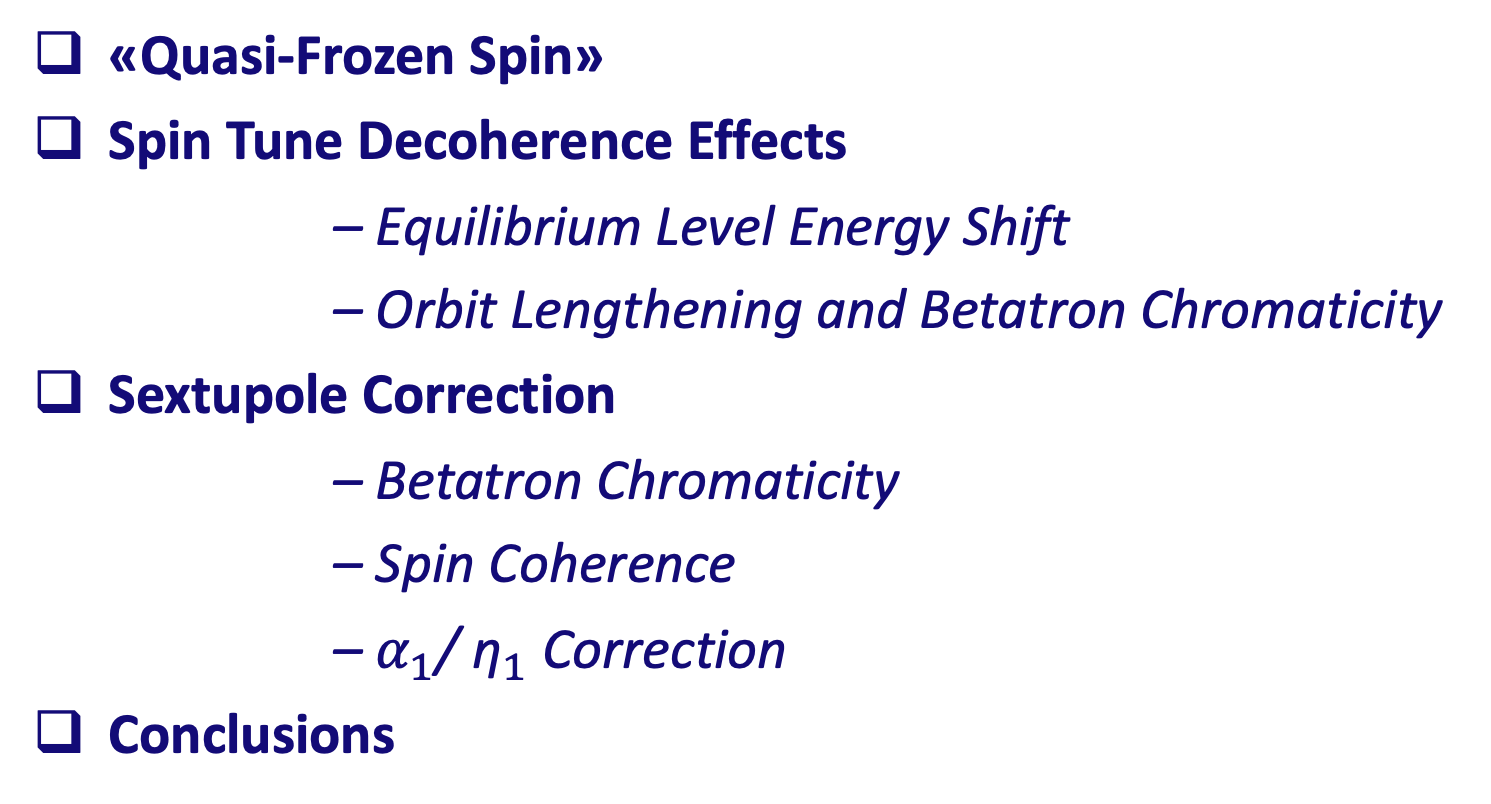 ❑ «Quasi-Frozen Spin»
❑ Spin Tune Decoherence Effects
– Equilibrium Level Energy Shift
– Orbit Lengthening and Betatron Chromaticity
❑ Sextupole Correction
– Betatron Chromaticity
– Spin Coherence
– α₁/ η₁ Correction
❑ Conclusions